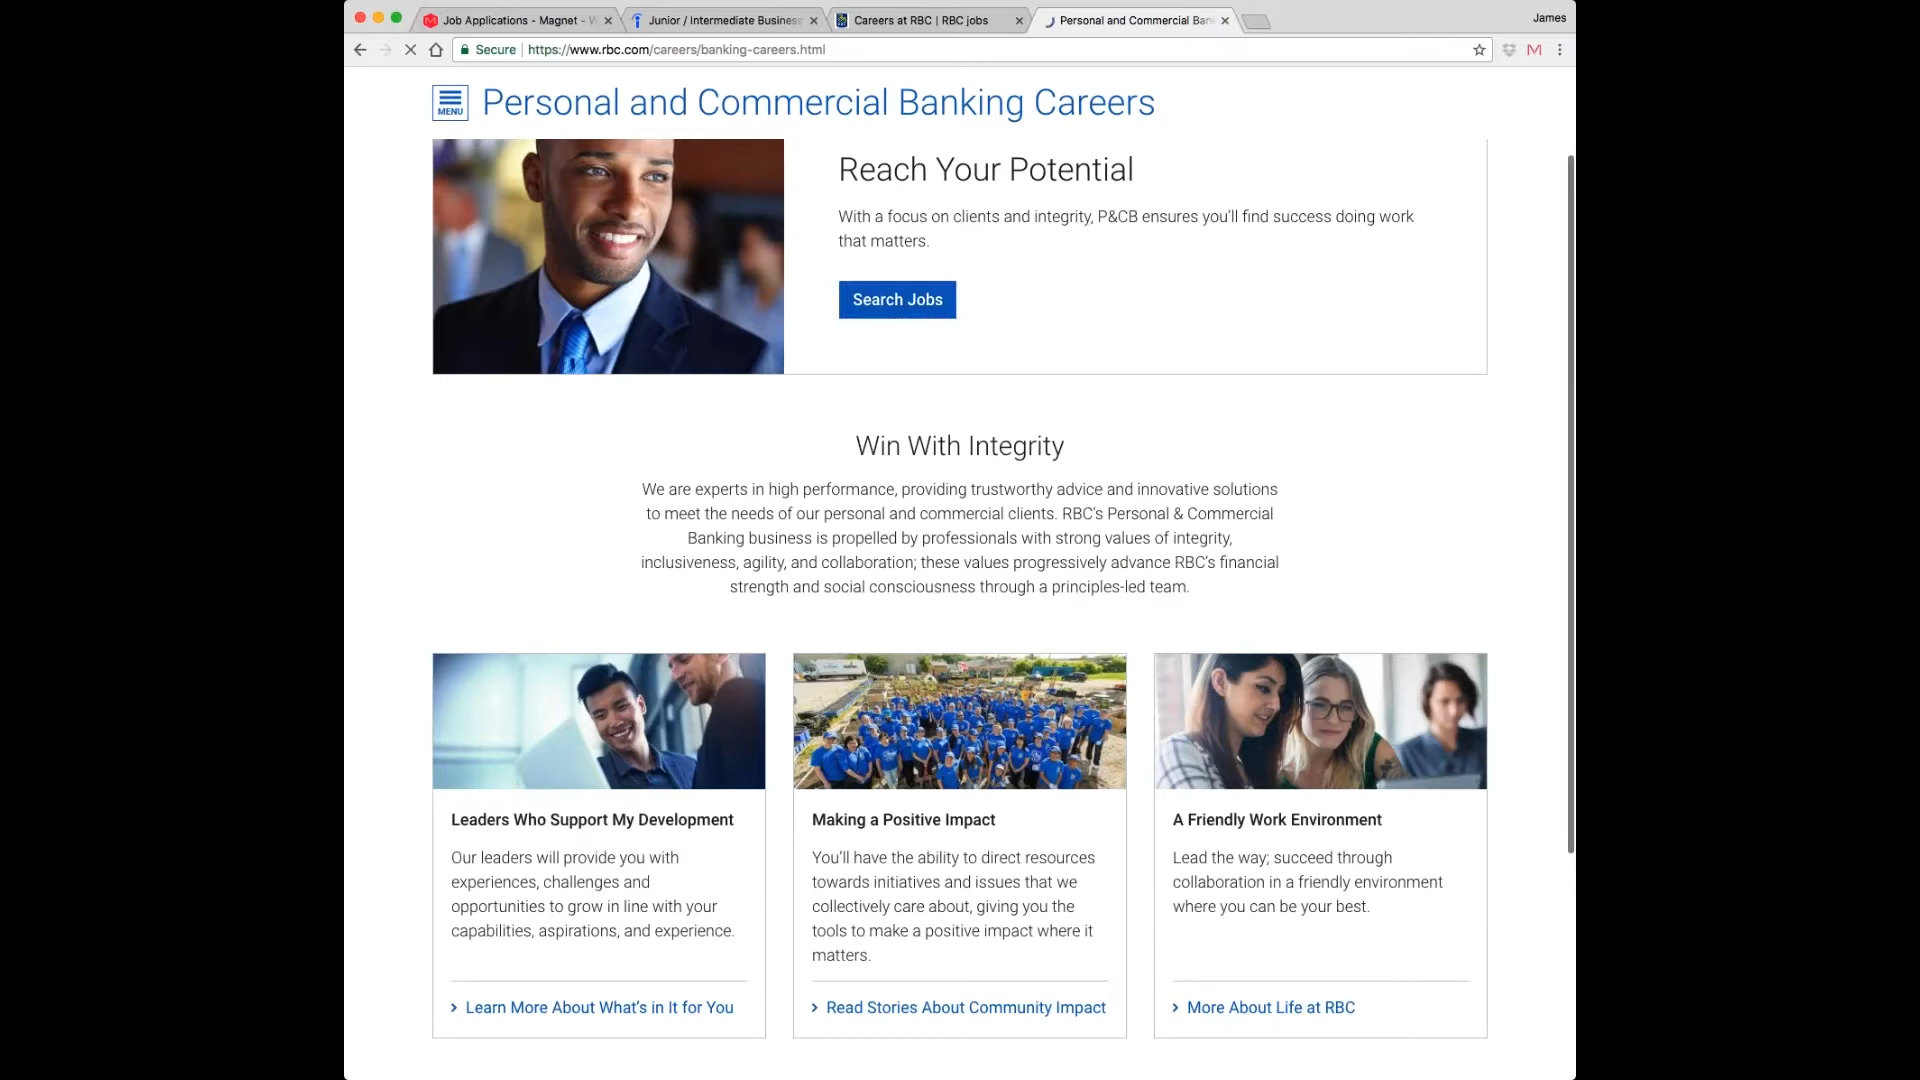 Job Applications - Magnet -
Junior / Intermediate Business
Careers at RBC | RBC jobs
Personal and Commercial Ban
James
Secure
https://www.rbc.com/careers/banking-careers.html
MENU
Personal and Commercial Banking Careers
Reach Your Potential
With a focus on clients and integrity, P&CB ensures you'll find success doing work
that matters.
Search Jobs
Win With Integrity
We are experts in high performance, providing trustworthy advice and innovative solutions
to meet the needs of our personal and commercial clients. RBC's Personal & Commercial
Banking business is propelled by professionals with strong values of integrity,
inclusiveness, agility, and collaboration; these values progressively advance RBC's financial
strength and social consciousness through a principles-led team.
Leaders Who Support My Development
Our leaders will provide you with
experiences, challenges and
opportunities to grow in line with your
capabilities, aspirations, and experience.
Learn More About What's in It for You
Making a Positive Impact
You'll have the ability to direct resources
towards initiatives and issues that we
collectively care about, giving you the
tools to make a positive impact where it
matters.
Read Stories About Community Impact
A Friendly Work Environment
Lead the way; succeed through
collaboration in a friendly environment
where you can be your best.
More About Life at RBC